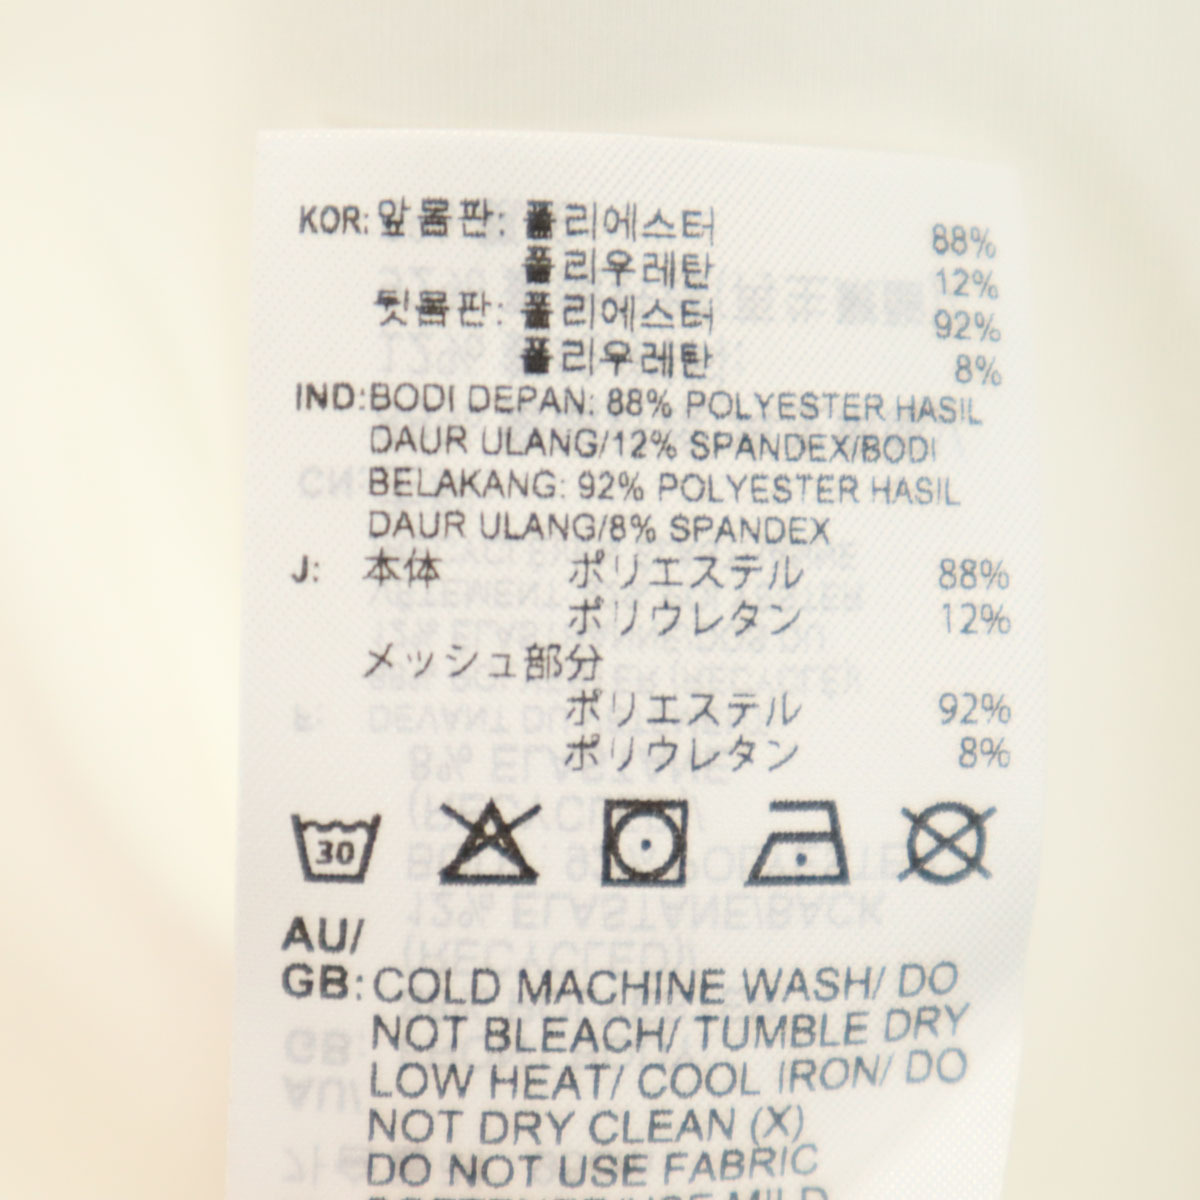 KOR: 앞몸판: 폴리에스터 88%
폴리우레탄 12%
뒷몸판: 폴리에스터 92%
폴리우레탄 8%
IND: BODI DEPAN: 88% POLYESTER HASIL
DAUR ULANG/12% SPANDEX/BODI
BELAKANG: 92% POLYESTER HASIL
DAUR ULANG/8% SPANDEX
J: 本体 ポリエステル 88%
ポリウレタン 12%
メッシュ部分
ポリエステル 92%
ポリウレタン 8%
30
AU/
GB: COLD MACHINE WASH/ DO
NOT BLEACH/ TUMBLE DRY
LOW HEAT/ COOL IRON/ DO
NOT DRY CLEAN (X)
DO NOT USE FABRIC